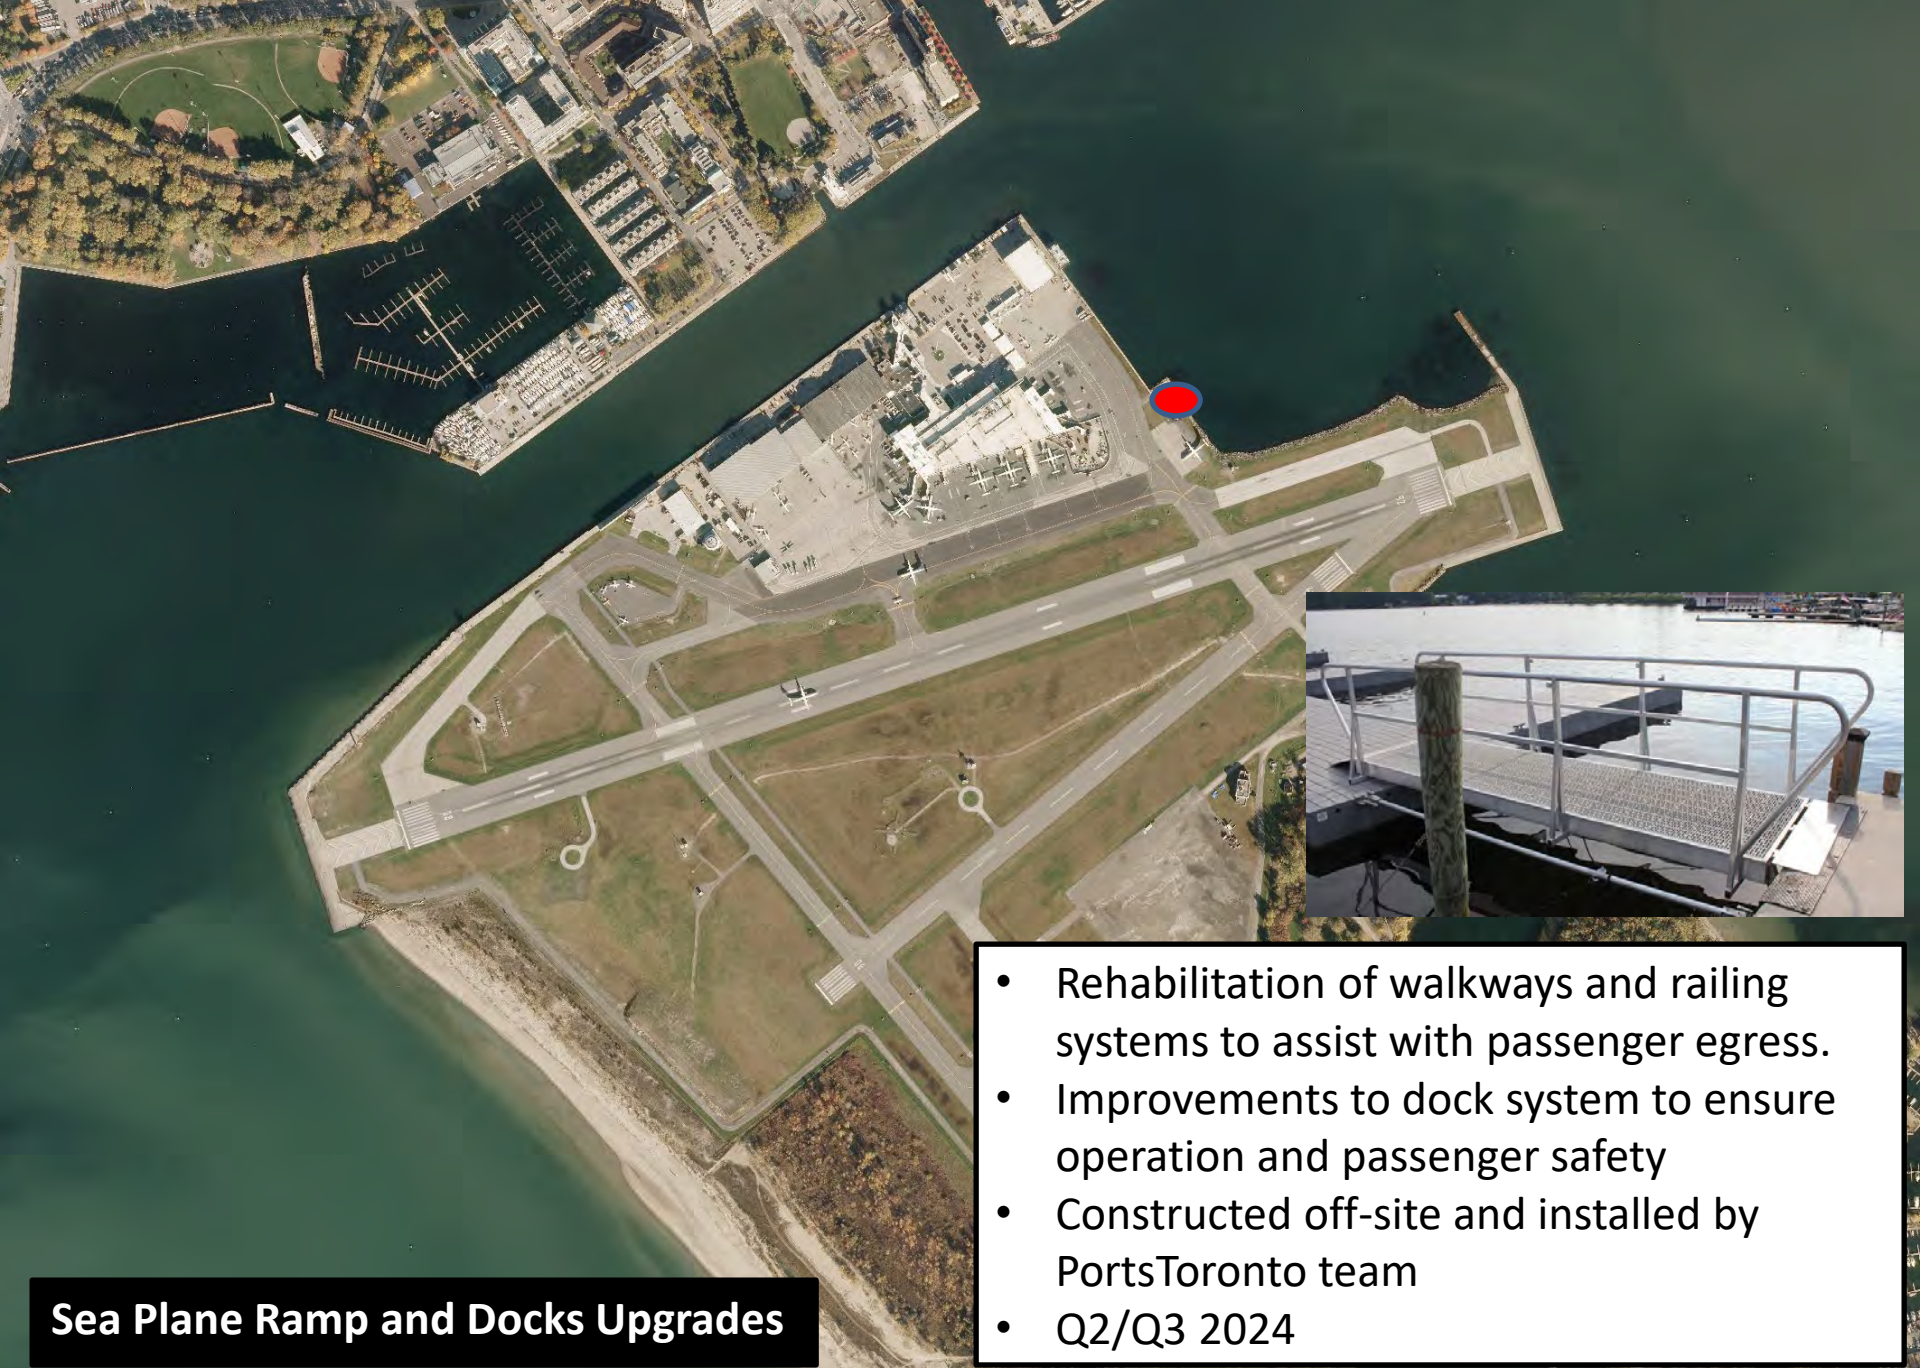 • Rehabilitation of walkways and railing
systems to assist with passenger egress.
• Improvements to dock system to ensure
operation and passenger safety
• Constructed off-site and installed by
PortsToronto team
• Q2/Q3 2024
Sea Plane Ramp and Docks Upgrades